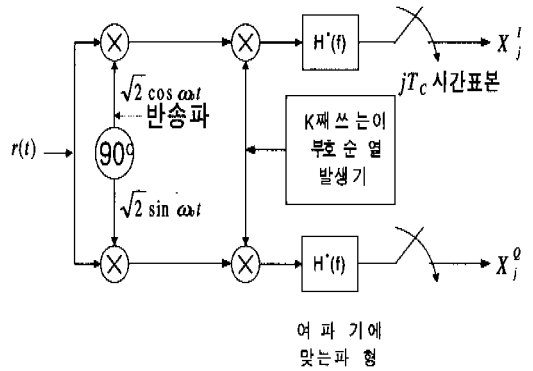 H*(f)
X_j^I
√2 cos ω₀t
반송파
jT_C 시간표본
r(t)
90°
K째 쓰는이
부호 순열
발생기
√2 sin ω₀t
H*(f)
X_j^Q
여 파 기에
맞는파 형